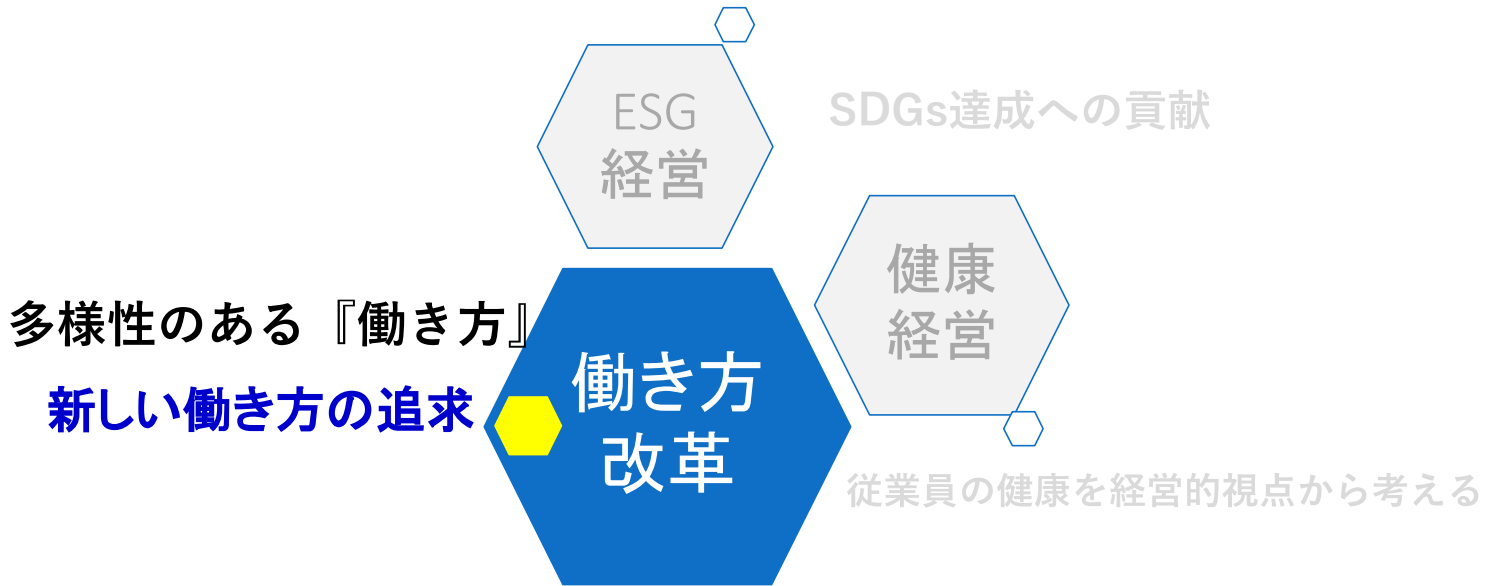 ESG
経営
SDGs達成への貢献
健康
経営
多様性のある『働き方』
新しい働き方の追求
働き方
改革
従業員の健康を経営的視点から考える